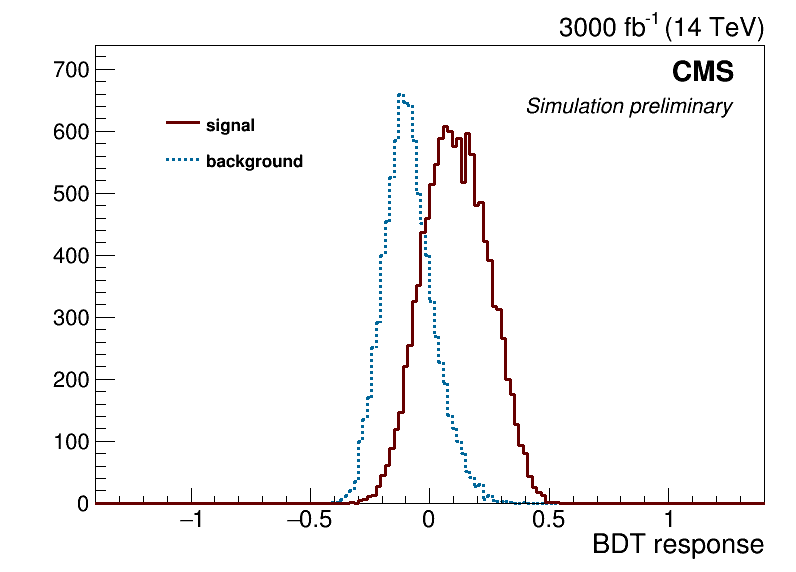 3000 fb-1 (14 TeV)
CMS
Simulation preliminary
signal
background
700
600
500
400
300
200
100
0
−1
−0.5
0
0.5
1
BDT response